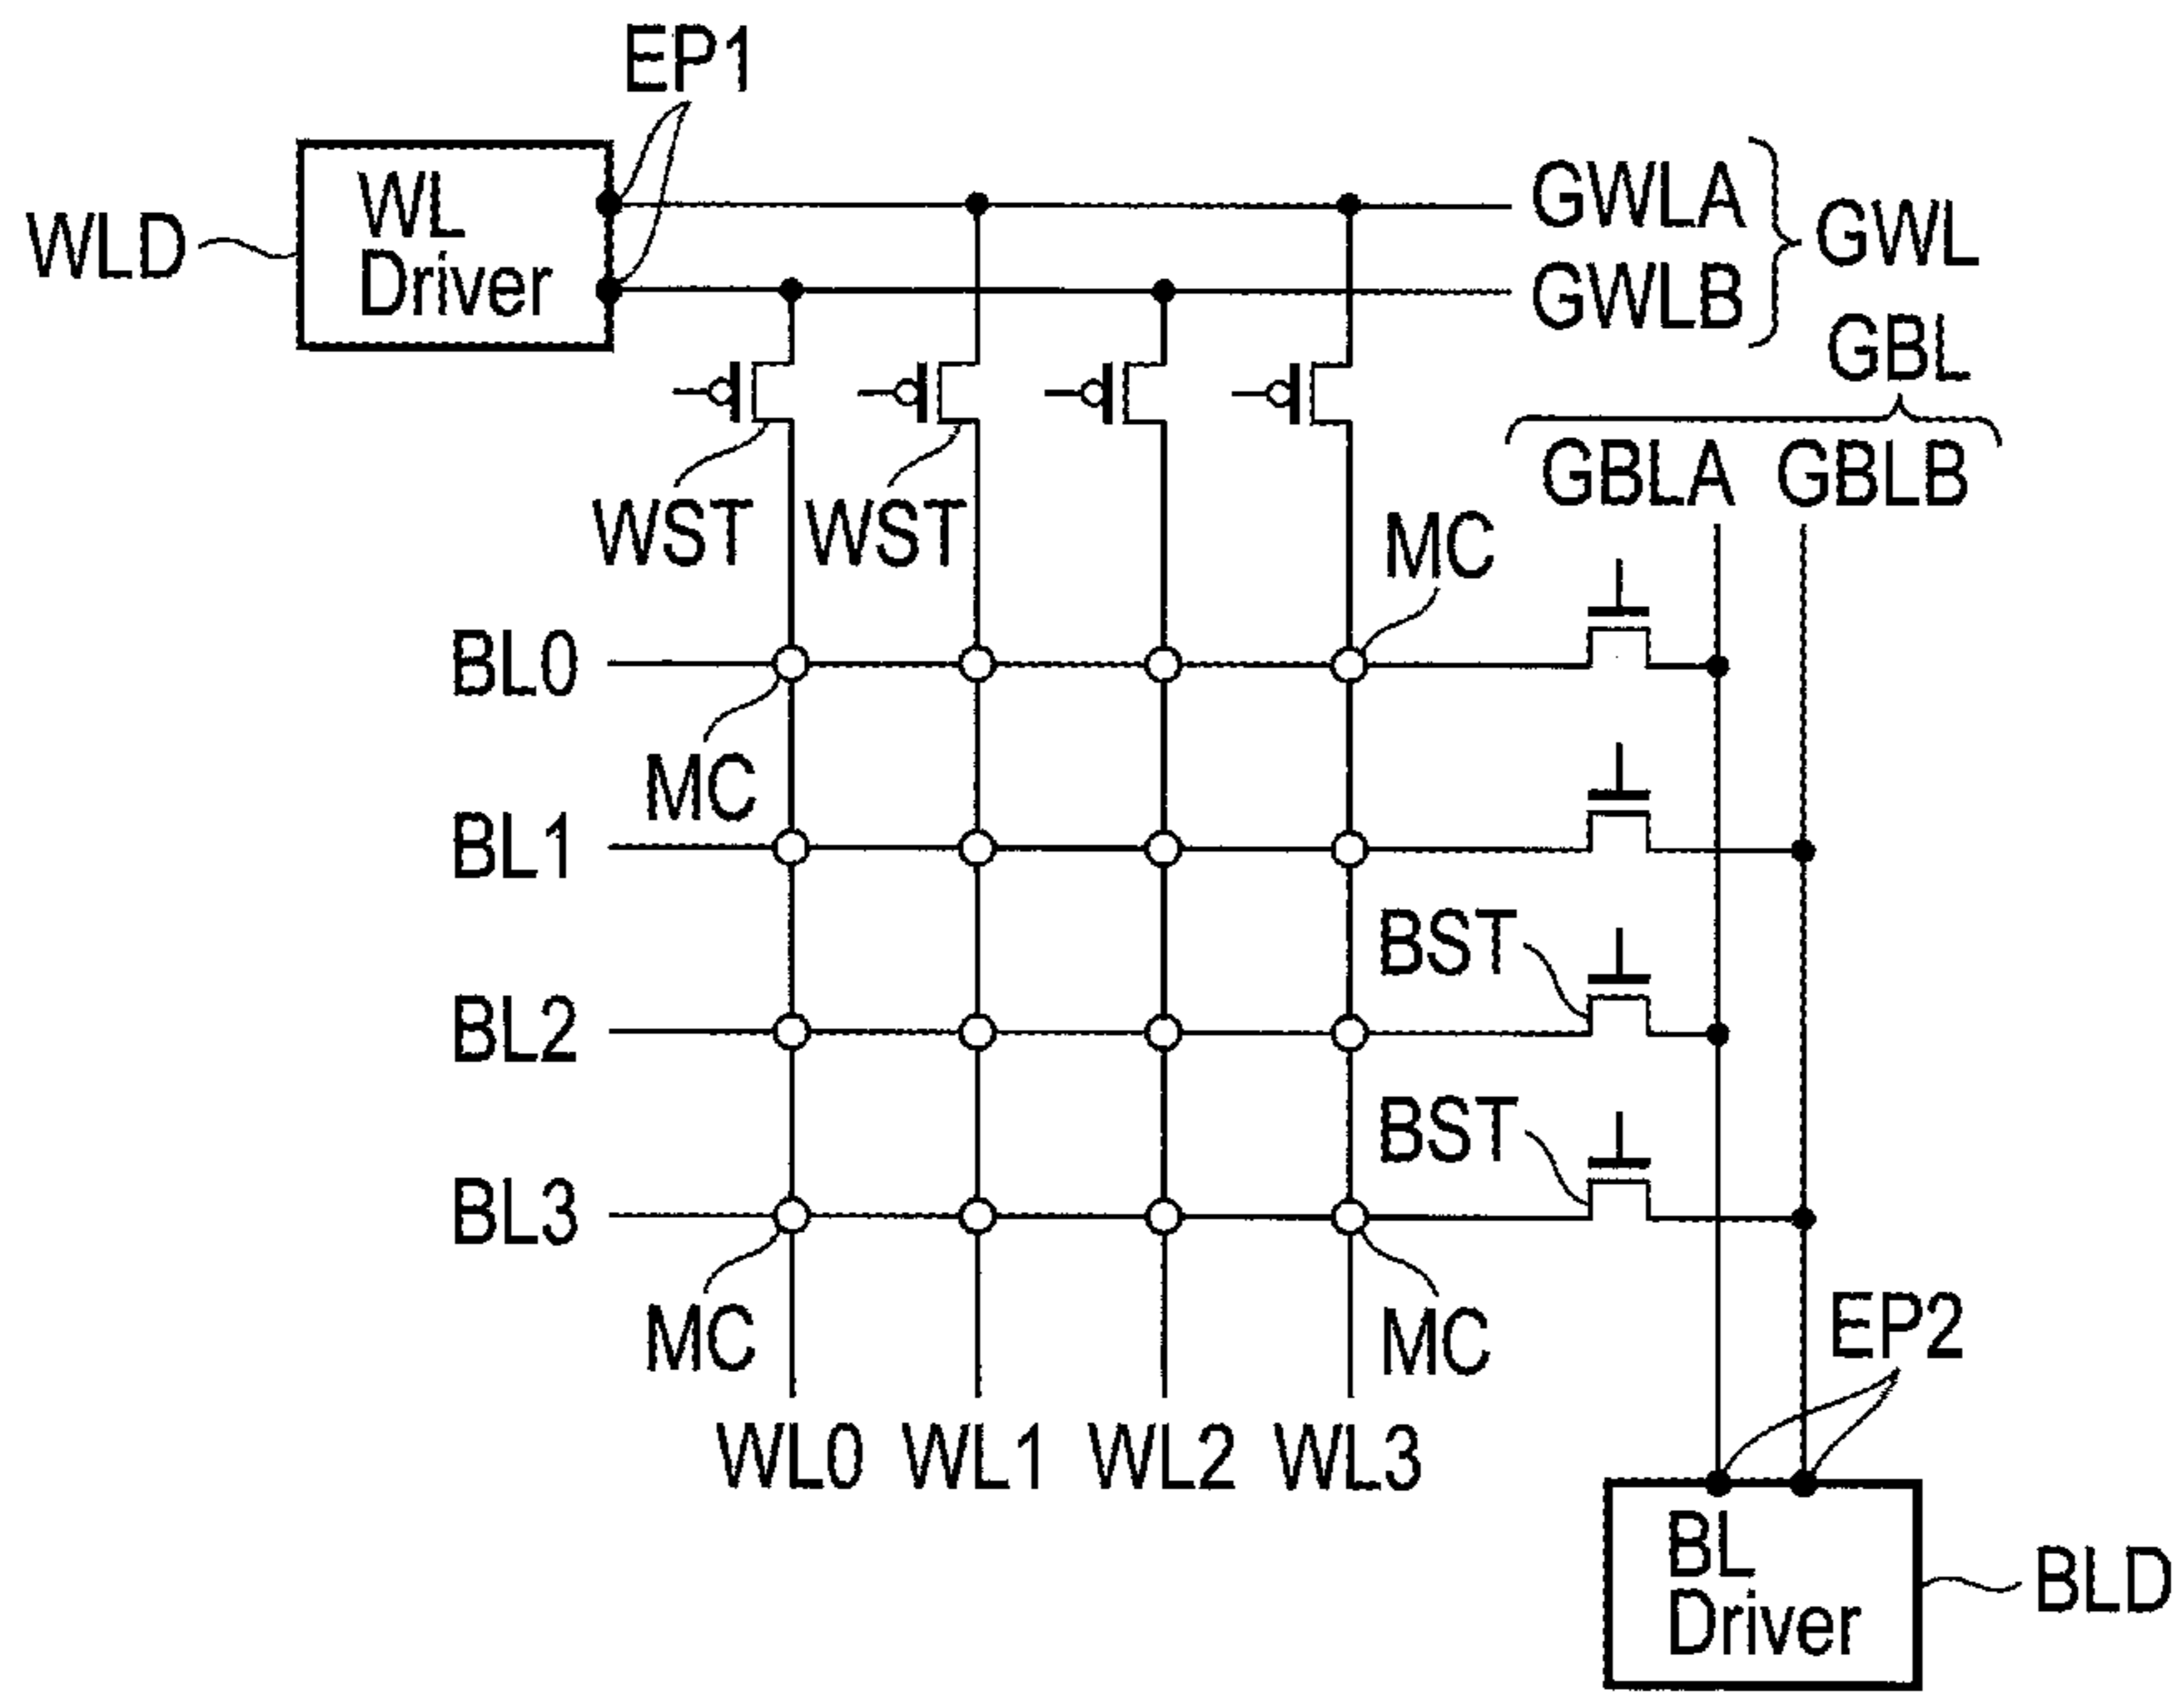 EP1
WL
Driver
WLD
GWLA
GWLB
GWL
GBL
GBLA GBLB
WST WST
MC
BL0
MC
BL1
BST
BL2
BST
BL3
MC
MC
EP2
WL0 WL1 WL2 WL3
BL
Driver
BLD